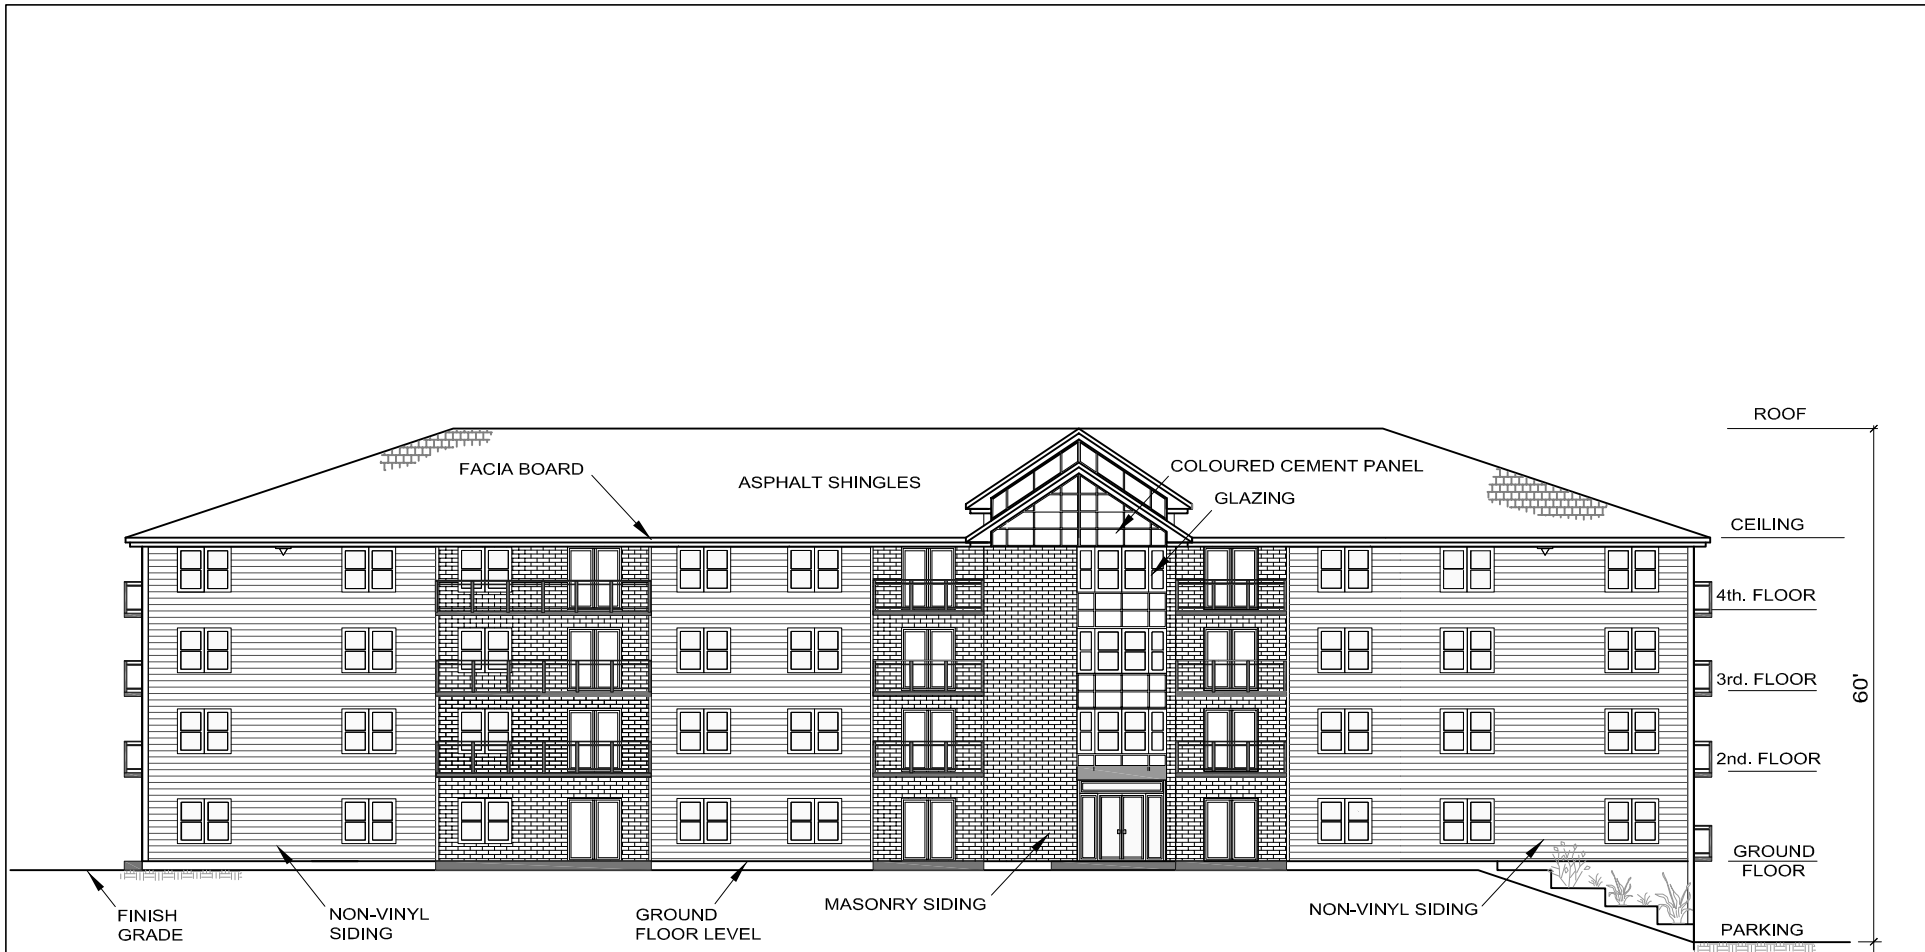 ROOF
FACIA BOARD
ASPHALT SHINGLES
COLOURED CEMENT PANEL
GLAZING
CEILING
4th. FLOOR
3rd. FLOOR
60'
2nd. FLOOR
GROUND
FLOOR
FINISH
GRADE
NON-VINYL
SIDING
GROUND
FLOOR LEVEL
MASONRY SIDING
NON-VINYL SIDING
PARKING